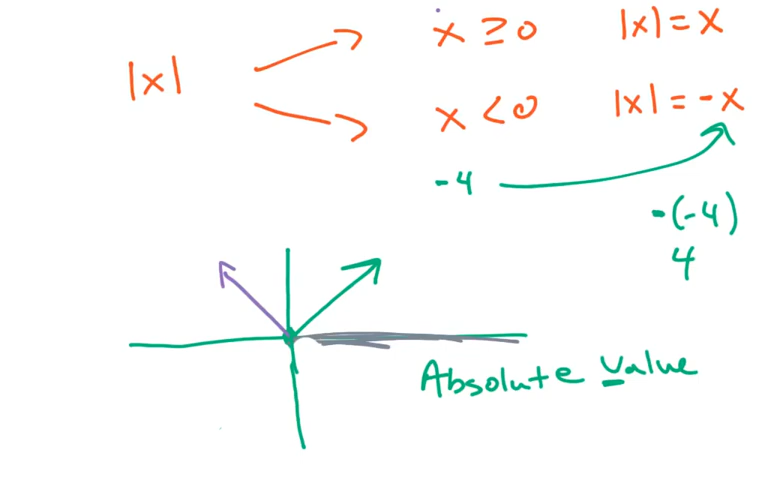 |x| x ≥ 0 |x| = x
x < 0 |x| = -x
-4
-(-4)
4
Absolute Value